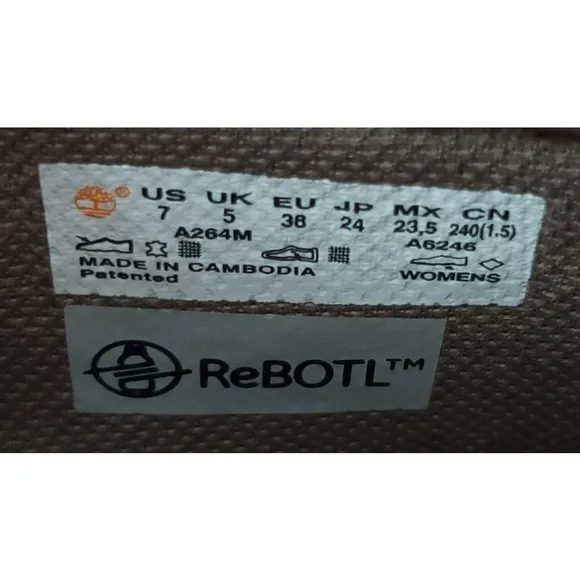 US UK EU JP MX CN
7 5 38 24 23,5 240(1.5)
A264M A6246
MADE IN CAMBODIA WOMENS
Patented
ReBOTL™